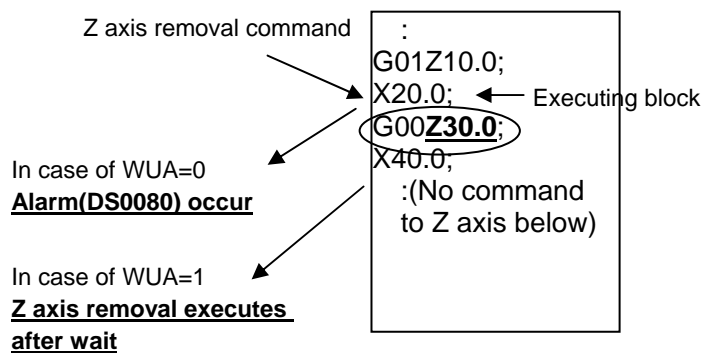 Z axis removal command
:
G01Z10.0;
X20.0;
Executing block
G00Z30.0;
X40.0;
:(No command
to Z axis below)
In case of WUA=0
Alarm(DS0080) occur
In case of WUA=1
Z axis removal executes
after wait